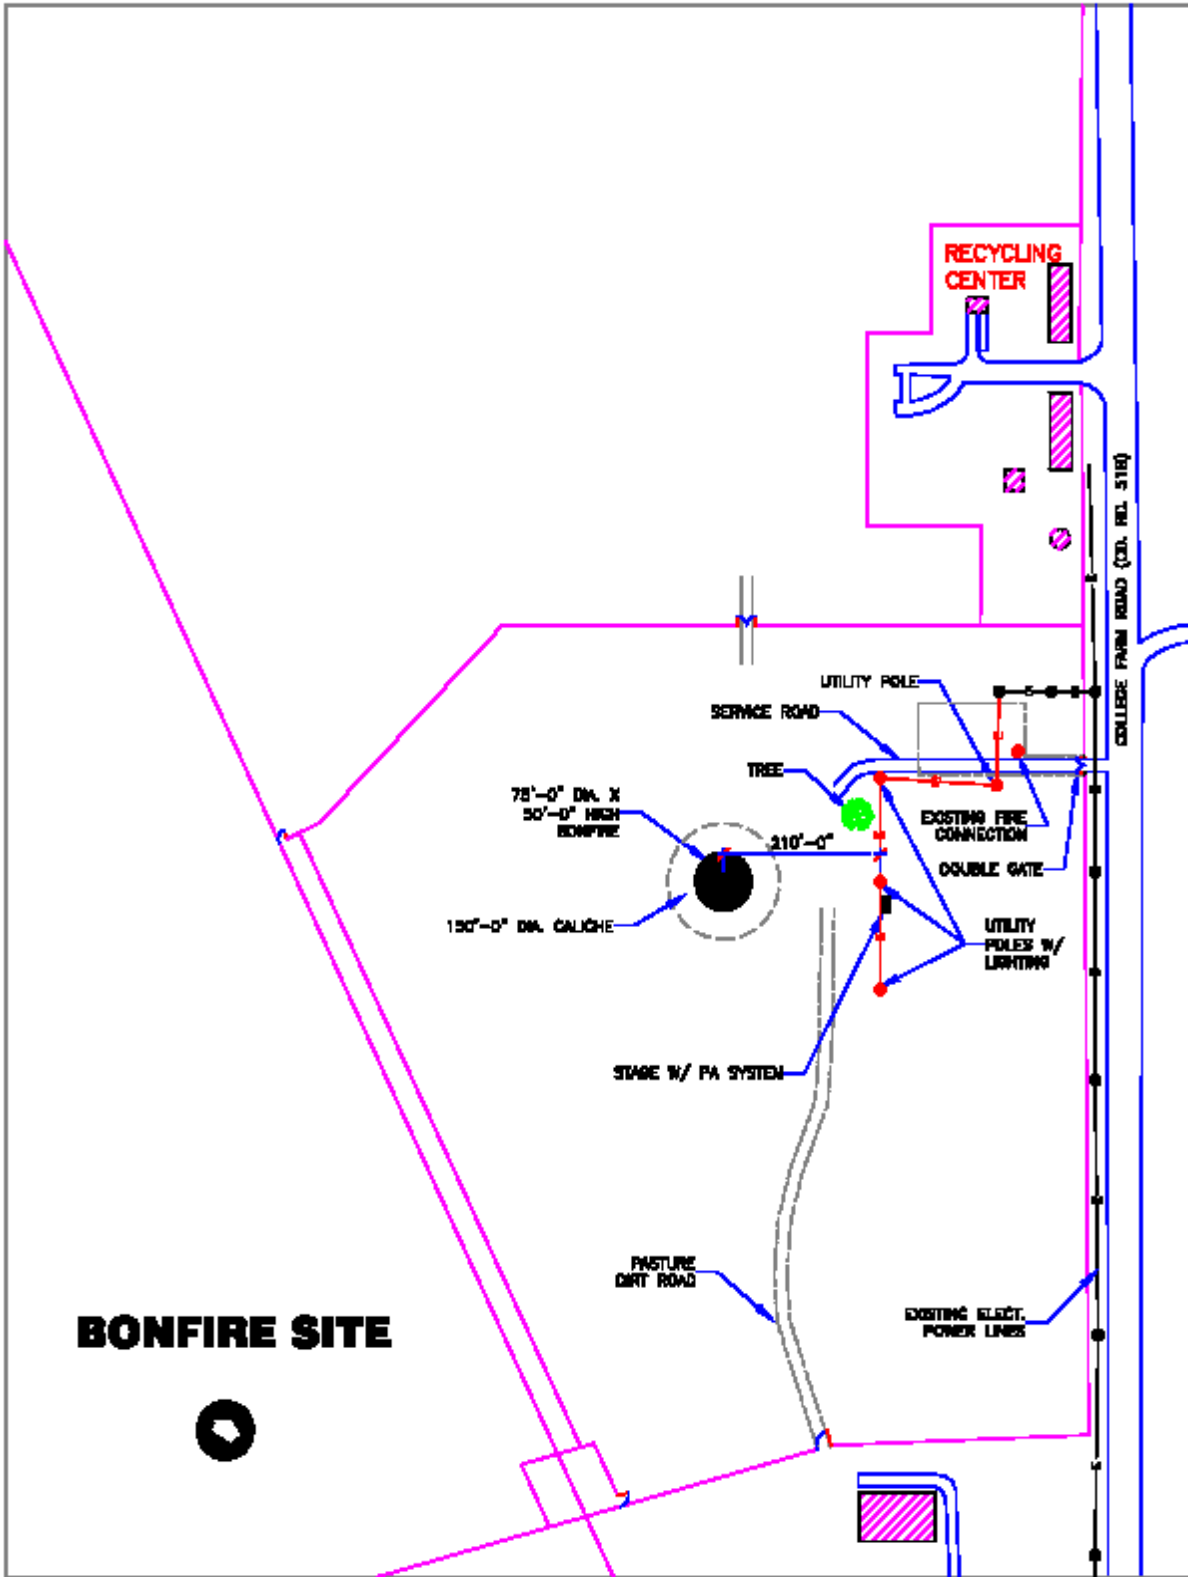 RECYCLING
CENTER
COLLEGE FARM ROAD (CO. RD. 518)
UTILITY POLE
SERVICE ROAD
TREE
75'-0" DIA. X
50'-0" HIGH
BONFIRE
210'-0"
EXISTING FIRE
CONNECTION
DOUBLE GATE
150'-0" DIA. CALICHE
UTILITY
POLES W/
LIGHTING
STAGE W/ PA SYSTEM
PASTURE
DIRT ROAD
EXISTING ELECT.
POWER LINES
BONFIRE SITE